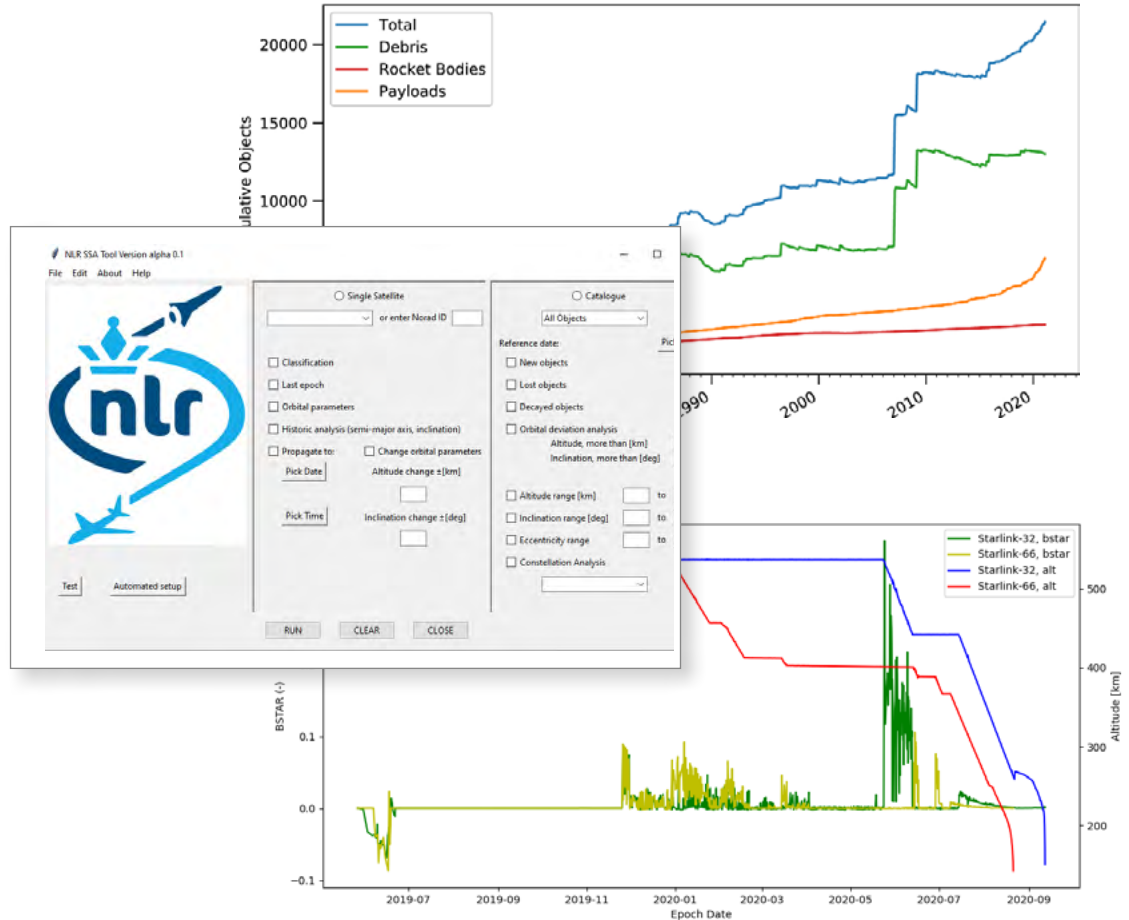 Total
Debris
Rocket Bodies
Payloads
20000
15000
10000
ulative Objects
990
2000
2010
2020
NLR SSA Tool Version alpha 0.1
File Edit About Help
nlr
Test
Automated setup
Single Satellite
or enter Norad ID
Classification
Last epoch
Orbital parameters
Historic analysis (semi-major axis, inclination)
Propagate to:
Change orbital parameters
Pick Date
Altitude change ±[km]
Pick Time
Inclination change ±[deg]
Catalogue
All Objects
Reference date:
Pic
New objects
Lost objects
Decayed objects
Orbital deviation analysis
Altitude, more than [km]
Inclination, more than [deg]
Altitude range [km]
to
Inclination range [deg]
to
Eccentricity range
to
Constellation Analysis
RUN
CLEAR
CLOSE
Starlink-32, bstar
Starlink-66, bstar
Starlink-32, alt
Starlink-66, alt
BSTAR (-)
0.1
0.0
−0.1
500
400
300
200
Altitude [km]
2019-07
2019-09
2019-11
2020-01
2020-03
2020-05
2020-07
2020-09
Epoch Date